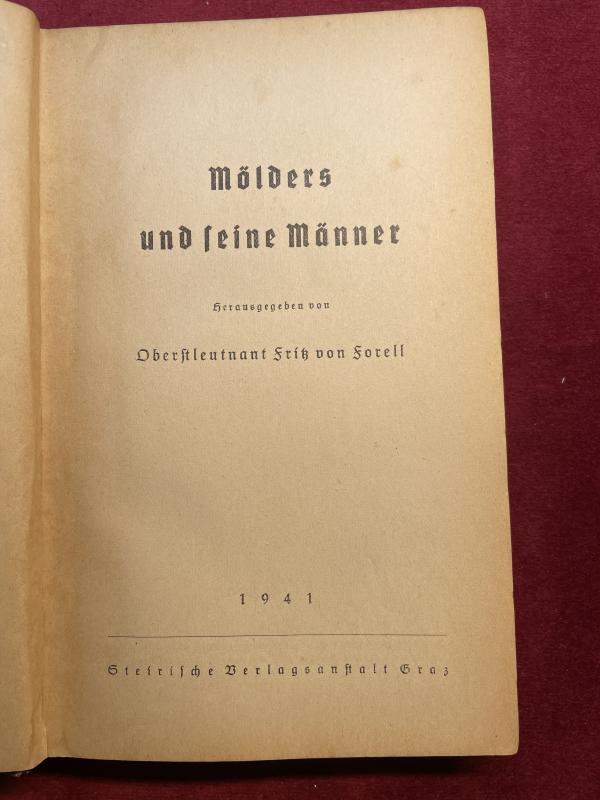 Mölders
und ſeine Männer
Herausgegeben von
Oberſtleutnant Fritz von Forell
1941
Steiriſche Verlagsanſtalt Graz